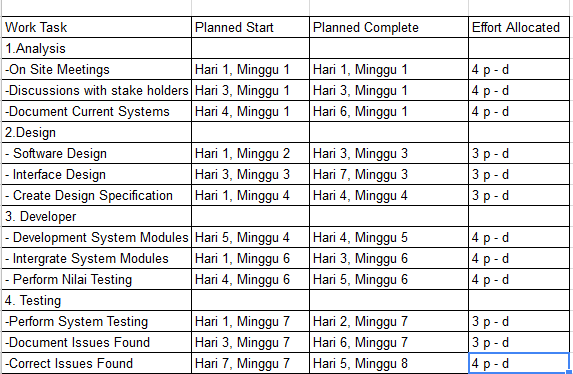 Work Task Planned Start Planned Complete Effort Allocated
1.Analysis
-On Site Meetings Hari 1, Minggu 1 Hari 1, Minggu 1 4 p - d
-Discussions with stake holders Hari 3, Minggu 1 Hari 3, Minggu 1 4 p - d
-Document Current Systems Hari 4, Minggu 1 Hari 6, Minggu 1 4 p - d
2.Design
- Software Design Hari 1, Minggu 2 Hari 3, Minggu 3 3 p - d
- Interface Design Hari 3, Minggu 3 Hari 7, Minggu 3 3 p - d
- Create Design Specification Hari 1, Minggu 4 Hari 4, Minggu 4 3 p - d
3. Developer
- Development System Modules Hari 5, Minggu 4 Hari 4, Minggu 5 4 p - d
- Intergrate System Modules Hari 1, Minggu 6 Hari 3, Minggu 6 4 p - d
- Perform Nilai Testing Hari 4, Minggu 6 Hari 5, Minggu 6 4 p - d
4. Testing
-Perform System Testing Hari 1, Minggu 7 Hari 2, Minggu 7 3 p - d
-Document Issues Found Hari 3, Minggu 7 Hari 6, Minggu 7 3 p - d
-Correct Issues Found Hari 7, Minggu 7 Hari 5, Minggu 8 4 p - d